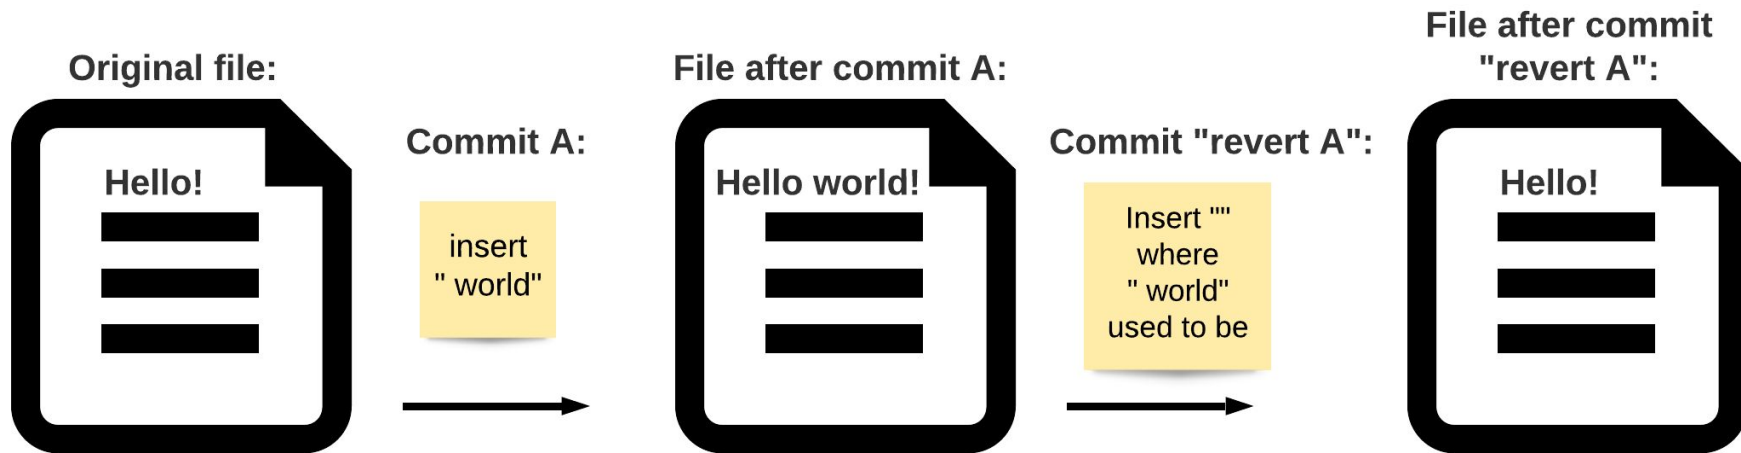 Original file:
Hello!
Commit A:
insert
" world"
File after commit A:
Hello world!
Commit "revert A":
Insert ""
where
" world"
used to be
File after commit
"revert A":
Hello!